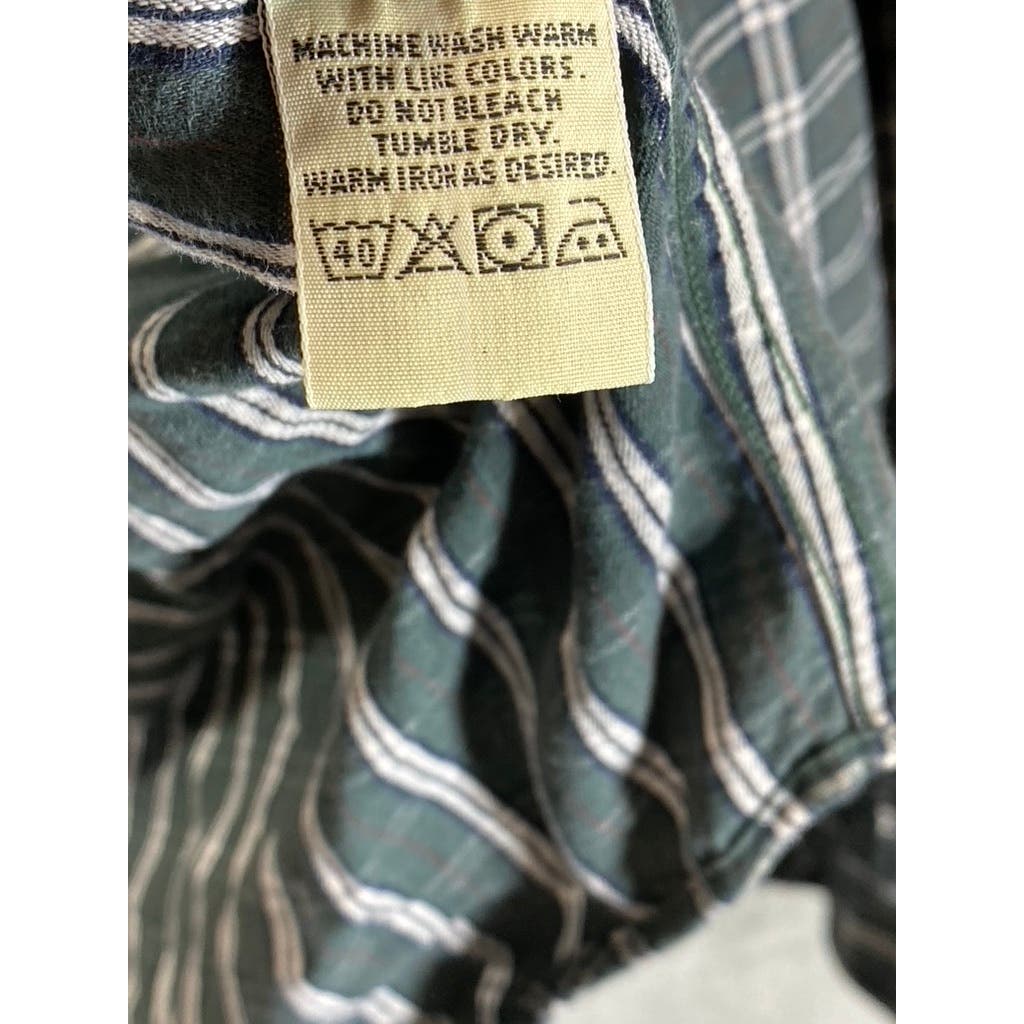 MACHINE WASH WARM
WITH LIKE COLORS.
DO NOT BLEACH
TUMBLE DRY.
WARM IRON AS DESIRED.
40